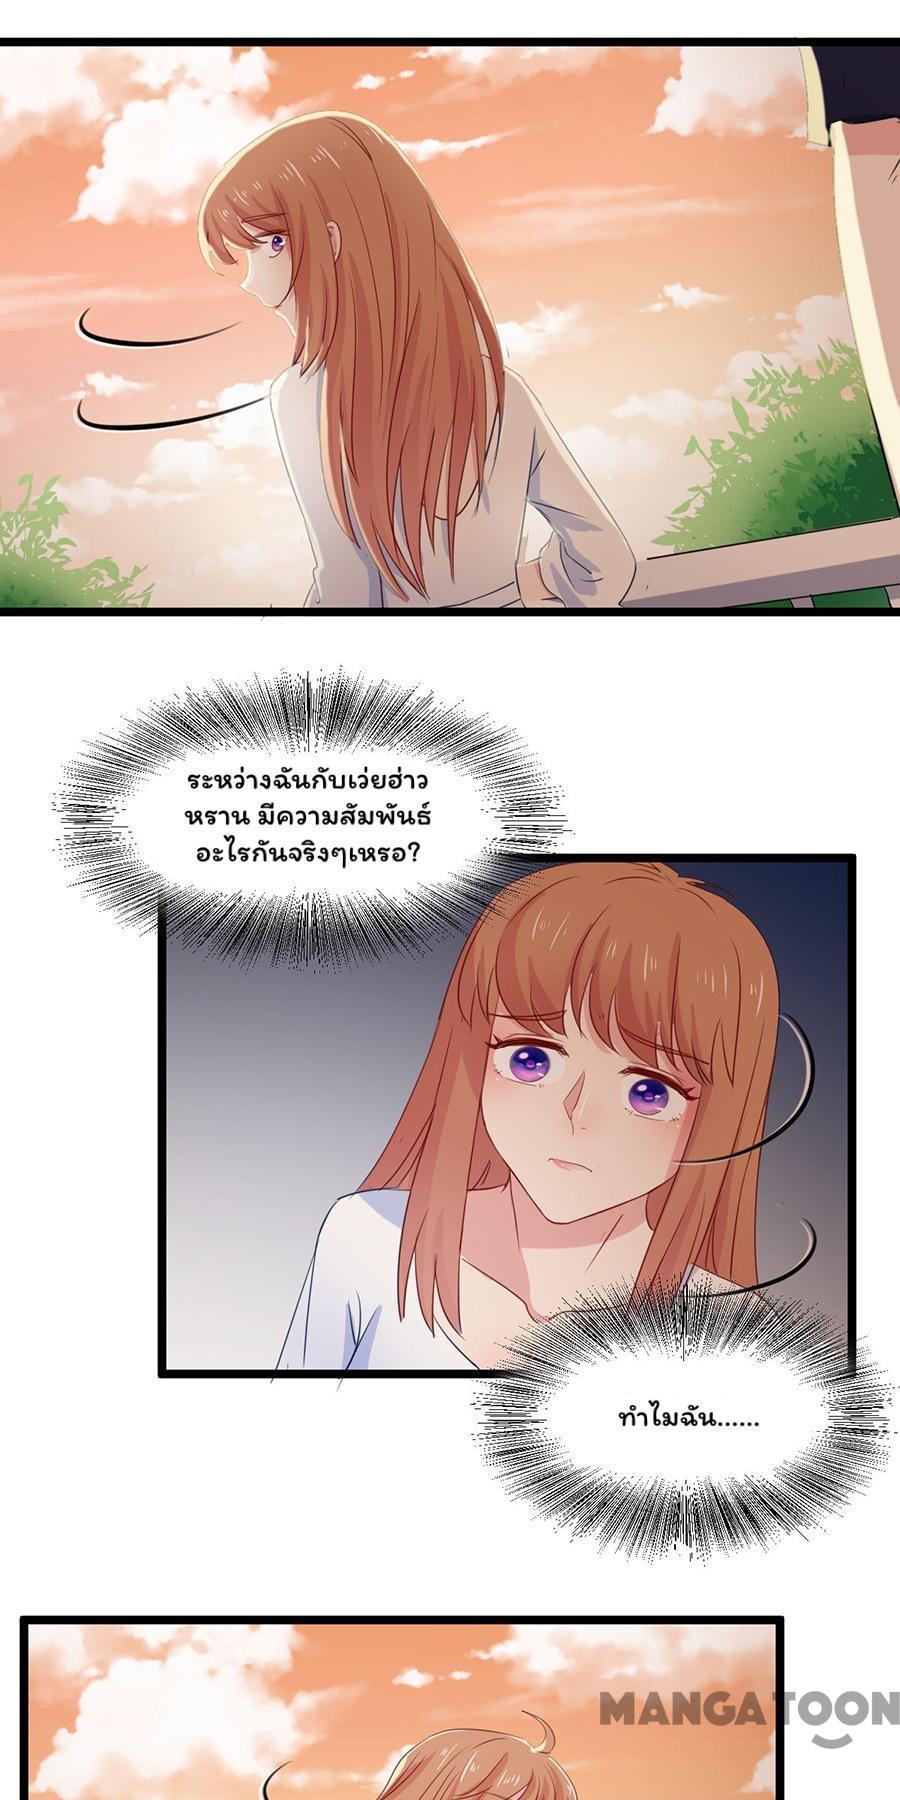 ระหว่างฉันกับเว่ยฮ่าว
หราน มีความสัมพันธ์
อะไรกันจริงๆเหรอ?
ทำไมฉัน......
MANGATOON